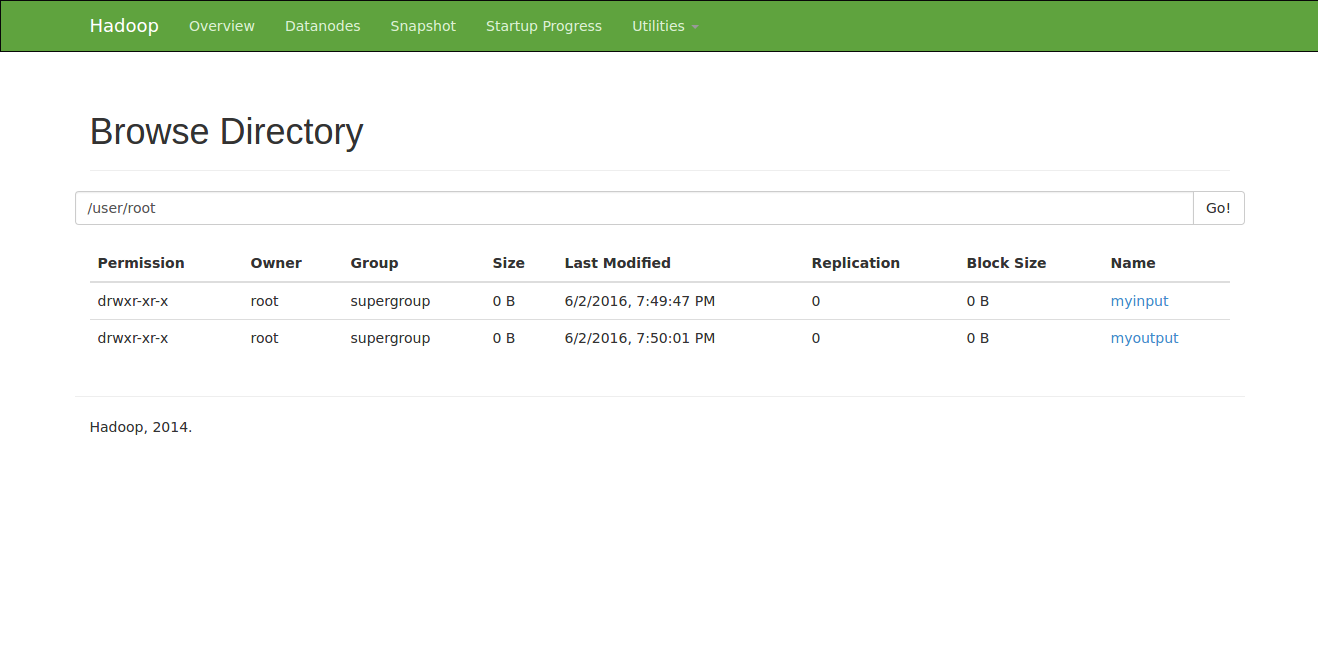 Hadoop Overview Datanodes Snapshot Startup Progress Utilities
Browse Directory
/user/root Go!
Permission Owner Group Size Last Modified Replication Block Size Name
drwxr-xr-x root supergroup 0 B 6/2/2016, 7:49:47 PM 0 0 B myinput
drwxr-xr-x root supergroup 0 B 6/2/2016, 7:50:01 PM 0 0 B myoutput
Hadoop, 2014.